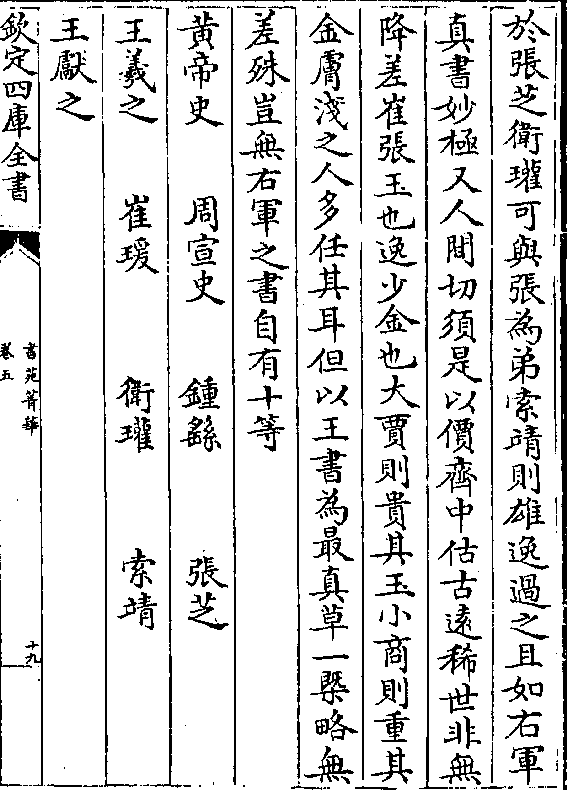 於張芝衛瓘可與張為弟索靖則雄逸過之且如右軍
真書妙極又人間切須是以價齊中估古遠稀世非無
降差崔張玉也逸少金也大賈則貴其玉小商則重其
金膚淺之人多任其耳但以王書為最真草一槩略無
差殊豈無右軍之書自有十等
黄帝史 周宣史 鍾繇 張芝
王羲之 崔瑗 衛瓘 索靖
王獻之
欽定四庫全書
書苑菁華
卷五
十九